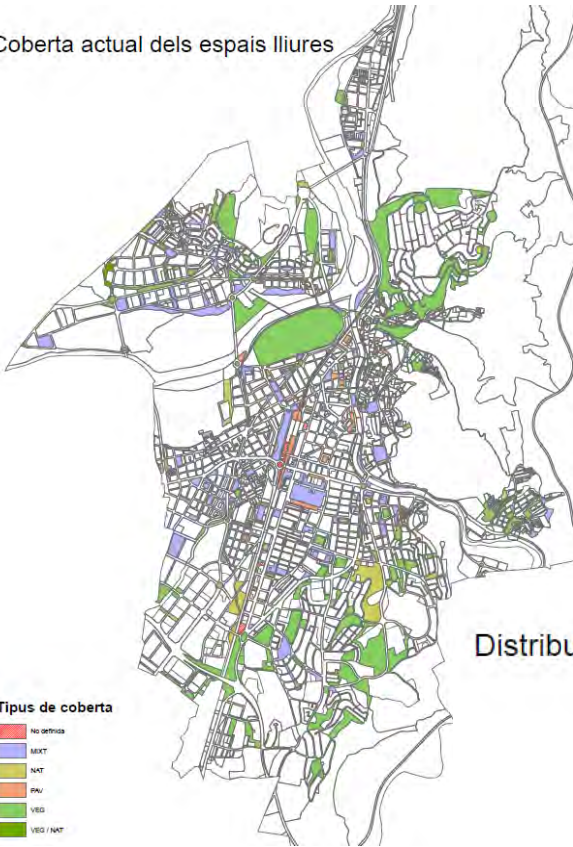 Coberta actual dels espais lliures
Distribu
Tipus de coberta
No definida
MIXT
NAT
PAV
VEG
VEG / NAT